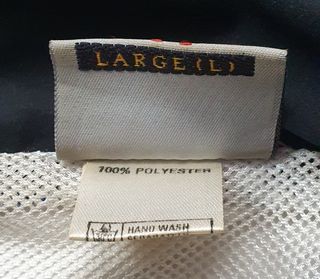 LARGE (L)
100% POLYESTER
HAND WASH